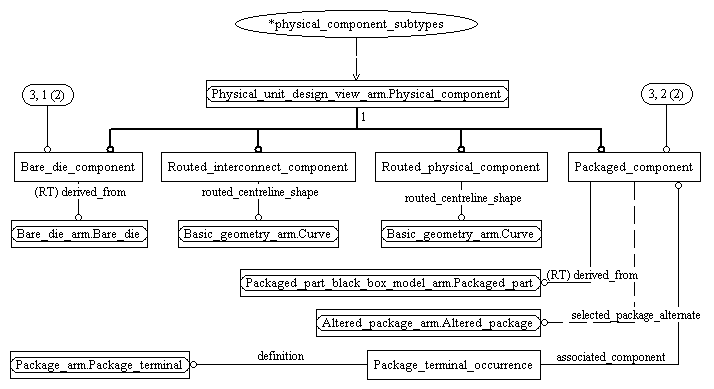 *physical_component_subtypes
3, 1 (2)
Physical_unit_design_view_arm.Physical_component
3, 2 (2)
1
Bare_die_component
Routed_interconnect_component
Routed_physical_component
Packaged_component
(RT) derived_from
routed_centreline_shape
routed_centreline_shape
Bare_die_arm.Bare_die
Basic_geometry_arm.Curve
Basic_geometry_arm.Curve
Packaged_part_black_box_model_arm.Packaged_part
(RT) derived_from
Altered_package_arm.Altered_package
selected_package_alternate
Package_arm.Package_terminal
definition
Package_terminal_occurrence
associated_component